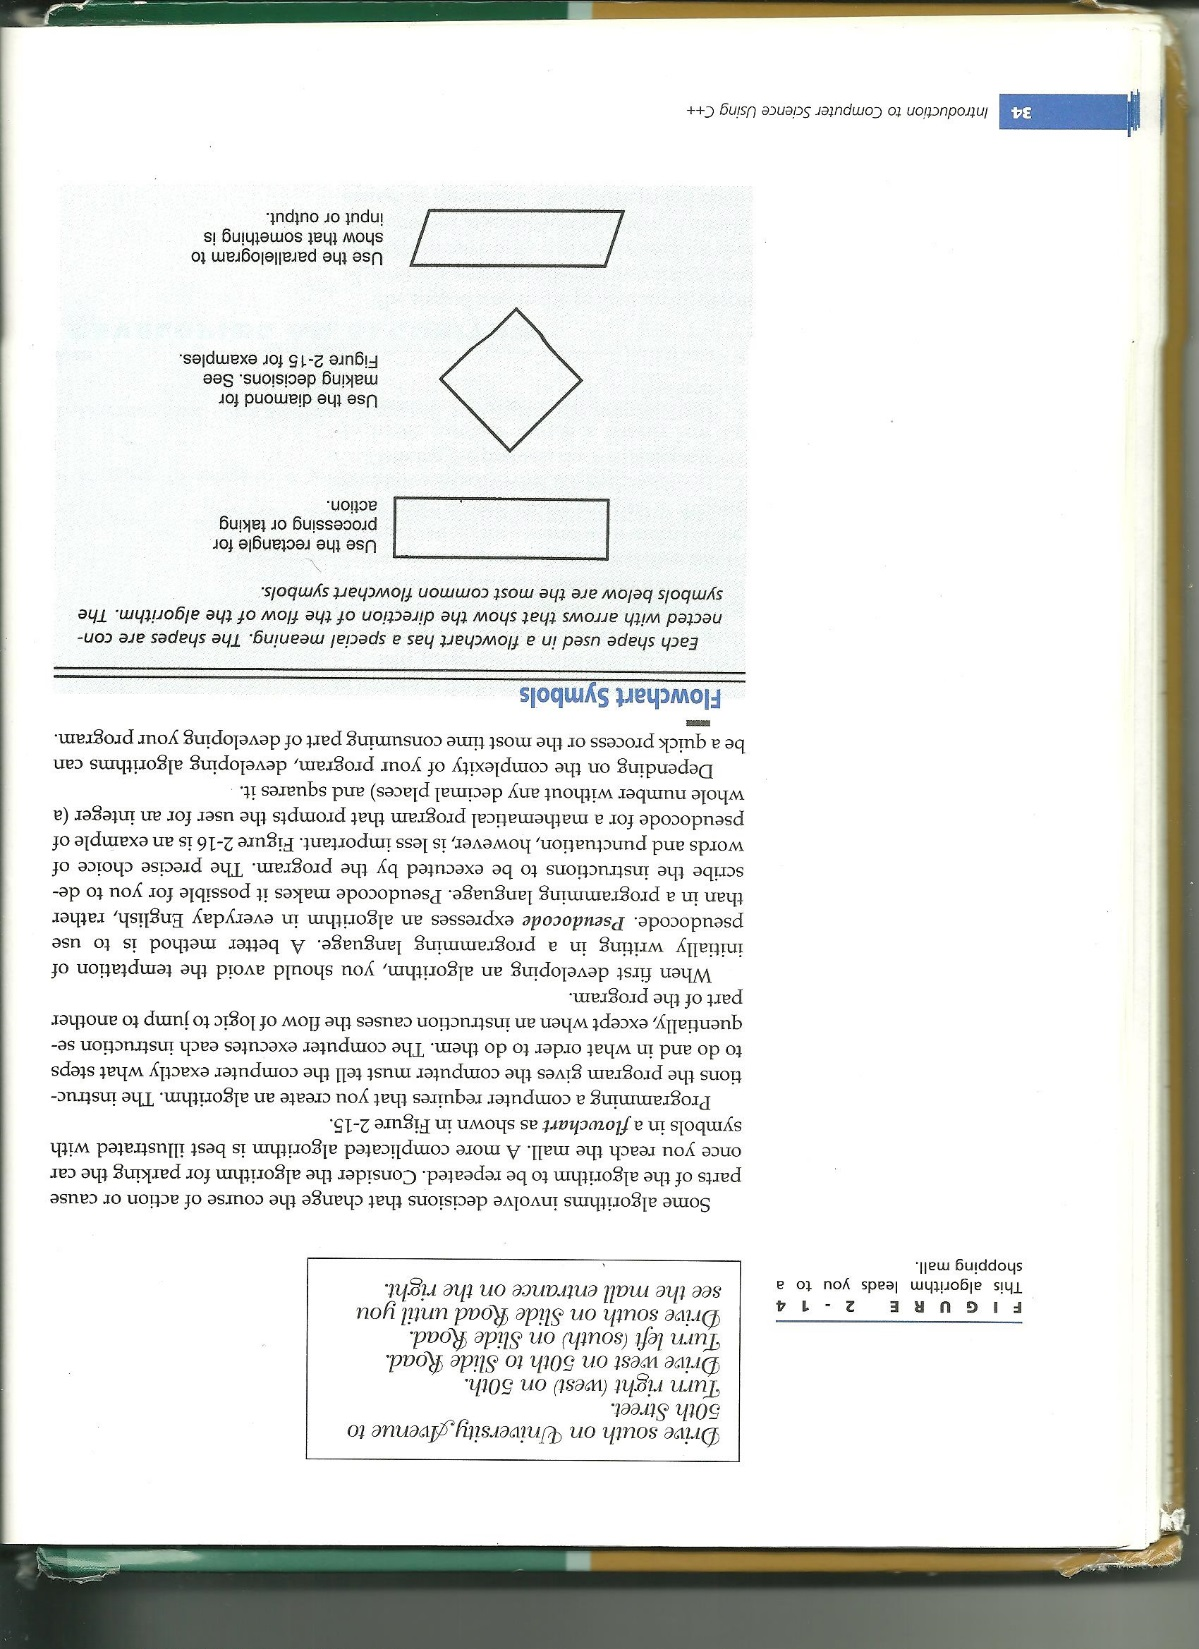 FIGURE 2-14
This algorithm leads you to a
shopping mall.
Drive south on University Avenue to
50th Street.
Turn right (west) on 50th.
Drive west on 50th to Slide Road.
Turn left (south) on Slide Road.
Drive south on Slide Road until you
see the mall entrance on the right.
Some algorithms involve decisions that change the course of action or cause
parts of the algorithm to be repeated. Consider the algorithm for parking the car
once you reach the mall. A more complicated algorithm is best illustrated with
symbols in a flowchart as shown in Figure 2-15.
Programming a computer requires that you create an algorithm. The instruc-
tions the program gives the computer must tell the computer exactly what steps
to do and in what order to do them. The computer executes each instruction se-
quentially, except when an instruction causes the flow of logic to jump to another
part of the program.
When first developing an algorithm, you should avoid the temptation of
initially writing in a programming language. A better method is to use
pseudocode. Pseudocode expresses an algorithm in everyday English, rather
than in a programming language. Pseudocode makes it possible for you to de-
scribe the instructions to be executed by the program. The precise choice of
words and punctuation, however, is less important. Figure 2-16 is an example of
pseudocode for a mathematical program that prompts the user for an integer (a
whole number without any decimal places) and squares it.
Depending on the complexity of your program, developing algorithms can
be a quick process or the most time consuming part of developing your program.
Flowchart Symbols
Each shape used in a flowchart has a special meaning. The shapes are con-
nected with arrows that show the direction of the flow of the algorithm. The
symbols below are the most common flowchart symbols.
Use the rectangle for
processing or taking
action.
Use the diamond for
making decisions. See
Figure 2-15 for examples.
Use the parallelogram to
show that something is
input or output.
34 Introduction to Computer Science Using C++